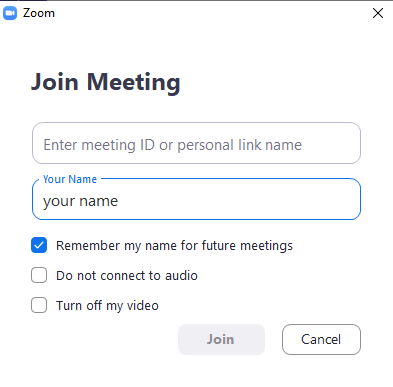 Zoom
Join Meeting
Enter meeting ID or personal link name
Your Name
your name
Remember my name for future meetings
Do not connect to audio
Turn off my video
Join Cancel